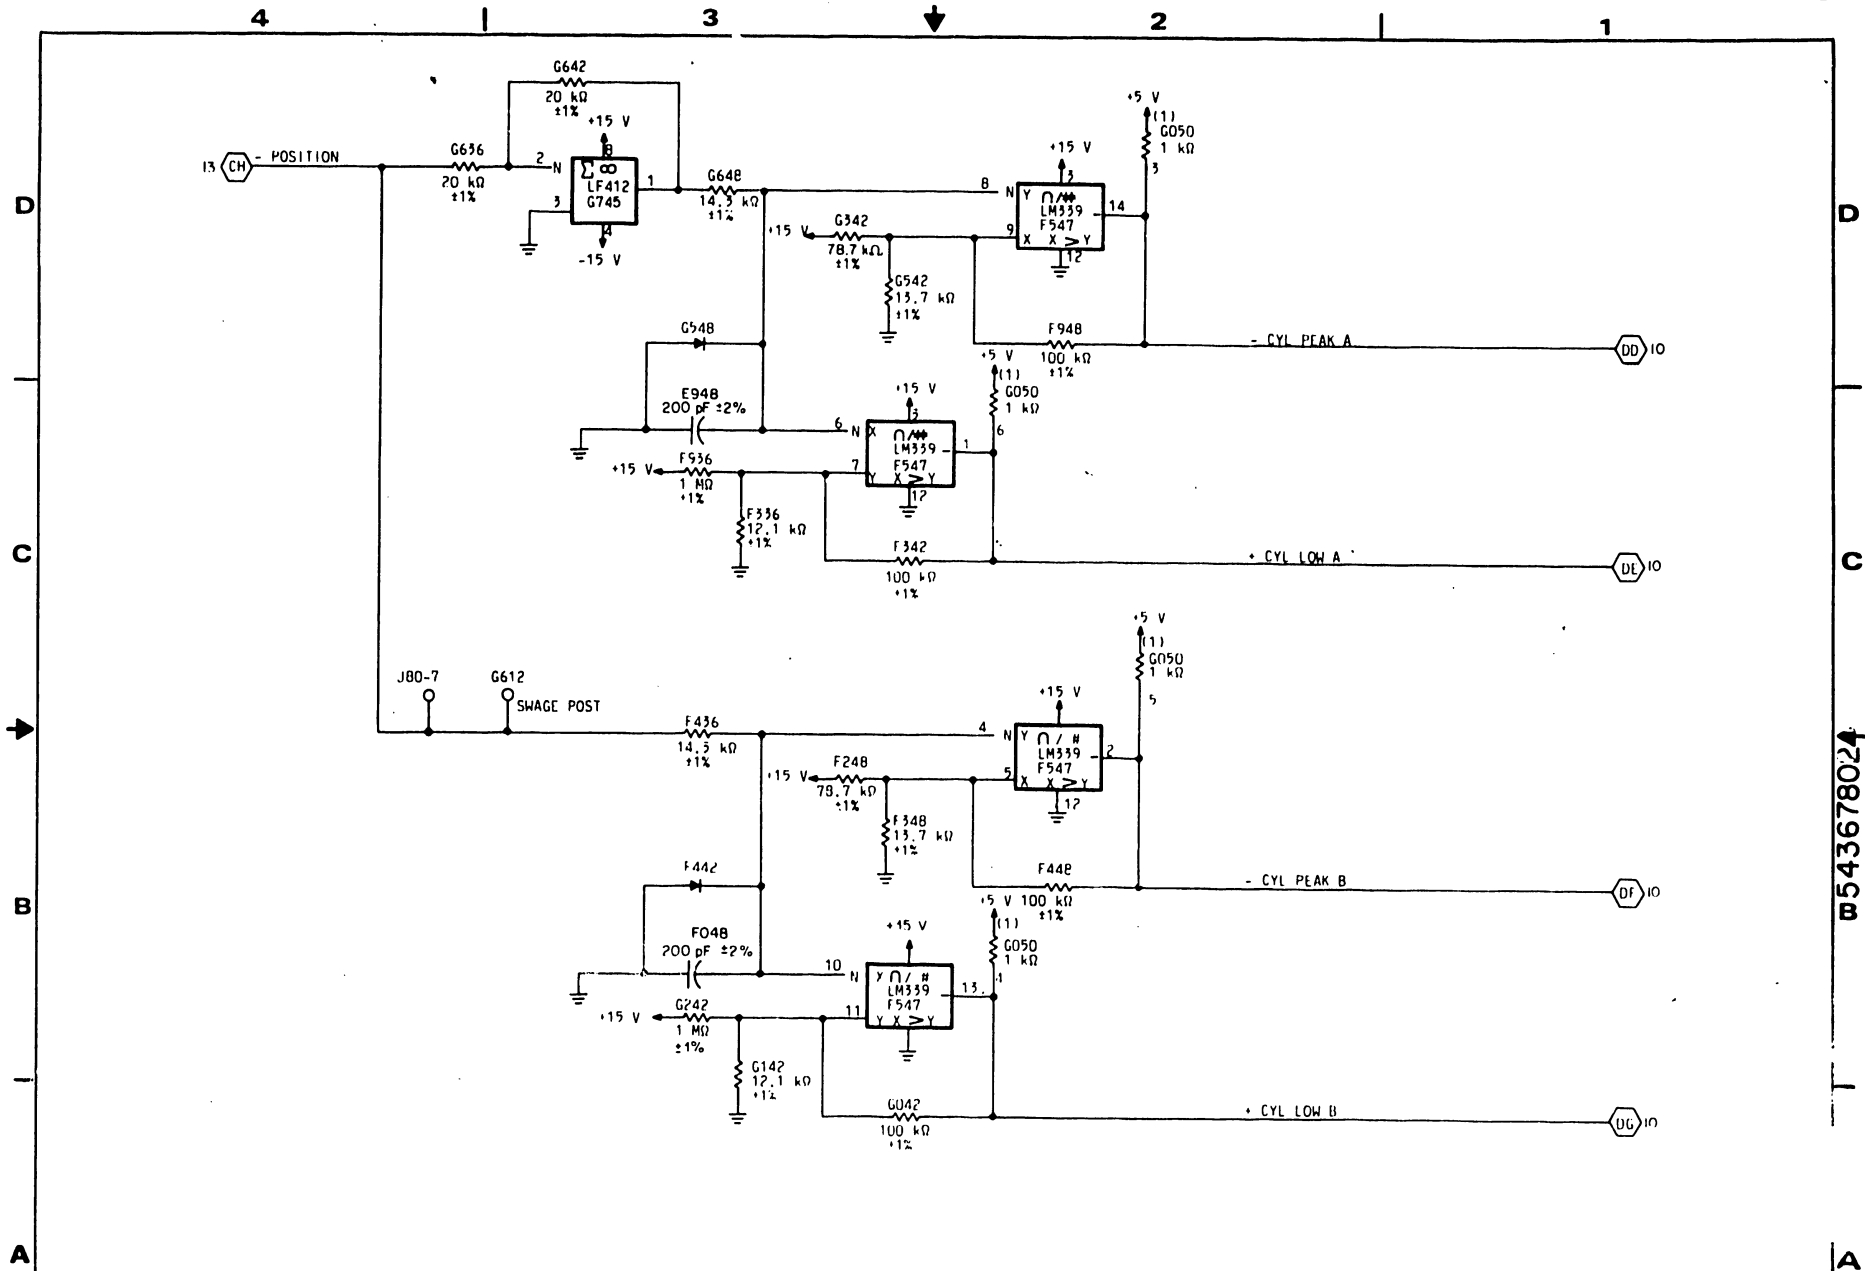 4 3 2 1
G642
20 kΩ
±1%
+15 V
8
13 CH - POSITION
G636
20 kΩ
±1%
2 N
3
Σ ∞
LF412
G745
1
4
-15 V
G648
14.3 kΩ
±1%
+5 V
(1)
G050
1 kΩ
3
+15 V
3
8 N Y
∩/##
LM339
F547
X X > Y
9
14
12
+15 V
G342
78.7 kΩ
±1%
G542
13.7 kΩ
±1%
D D
G548
F948
100 kΩ
±1%
- CYL PEAK A
DD 10
+5 V
(1)
G050
1 kΩ
6
E948
200 pF ±2%
+15 V
3
6 N X
∩/##
LM339
F547
Y X > Y
7
1
12
+15 V
F936
1 MΩ
+1%
F336
12.1 kΩ
+1%
F342
100 kΩ
+1%
+ CYL LOW A
DE 10
C C
+5 V
(1)
G050
1 kΩ
5
J80-7
G612
SWAGE POST
F436
14.3 kΩ
±1%
+15 V
4 N Y
∩/ #
LM339
F547
X X > Y
5
2
12
+15 V
F248
78.7 kΩ
±1%
F348
13.7 kΩ
+1%
F442
F448
100 kΩ
±1%
- CYL PEAK B
DF 10
+5 V
(1)
G050
1 kΩ
4
F048
200 pF ±2%
+15 V
10 N
X ∩/ #
LM339
F547
Y X > Y
11
13
+15 V
G242
1 MΩ
±1%
G142
12.1 kΩ
+1%
G042
100 kΩ
+1%
+ CYL LOW B
DG 10
B B
A A